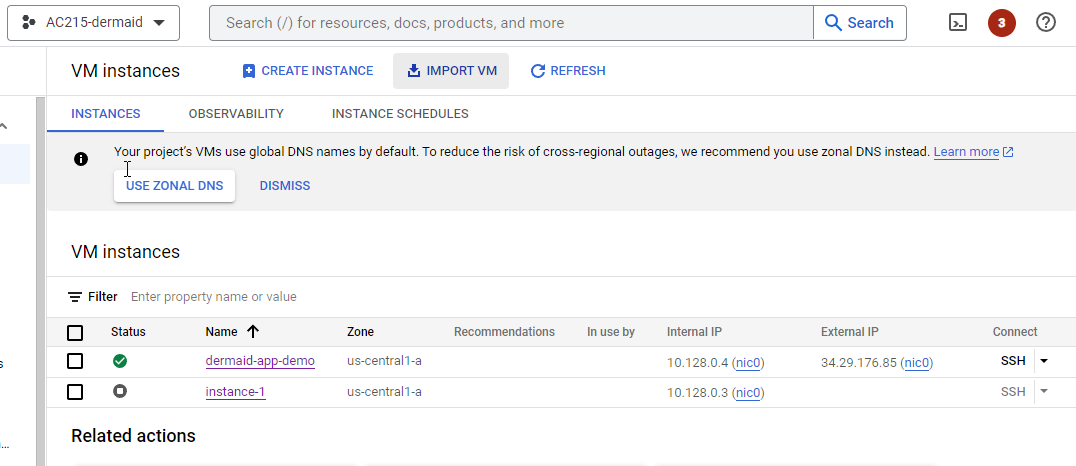 AC215-dermaid Search (/) for resources, docs, products, and more Search 3
VM instances CREATE INSTANCE IMPORT VM REFRESH
INSTANCES OBSERVABILITY INSTANCE SCHEDULES
Your project's VMs use global DNS names by default. To reduce the risk of cross-regional outages, we recommend you use zonal DNS instead. Learn more
USE ZONAL DNS DISMISS
VM instances
Filter Enter property name or value
Status Name Zone Recommendations In use by Internal IP External IP Connect
dermaid-app-demo us-central1-a 10.128.0.4 (nic0) 34.29.176.85 (nic0) SSH
instance-1 us-central1-a 10.128.0.3 (nic0) SSH
Related actions